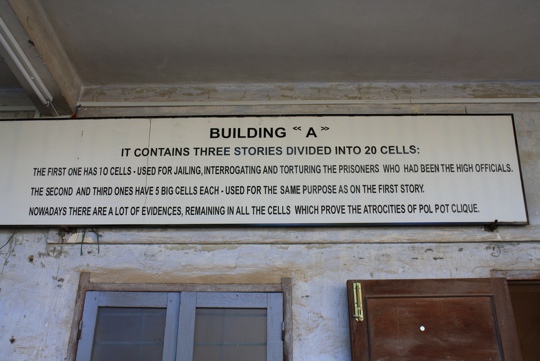 BUILDING “A”
IT CONTAINS THREE STORIES DIVIDED INTO 20 CELLS:
THE FIRST ONE HAS 10 CELLS - USED FOR JAILING, INTERROGATING AND TORTURING THE PRISONERS WHO HAD BEEN THE HIGH OFFICIALS.
THE SECOND AND THIRD ONES HAVE 5 BIG CELLS EACH - USED FOR THE SAME PURPOSE AS ON THE FIRST STORY.
NOWADAYS THERE ARE A LOT OF EVIDENCES, REMAINING IN ALL THE CELLS WHICH PROVE THE ATROCITIES OF POL POT CLIQUE.